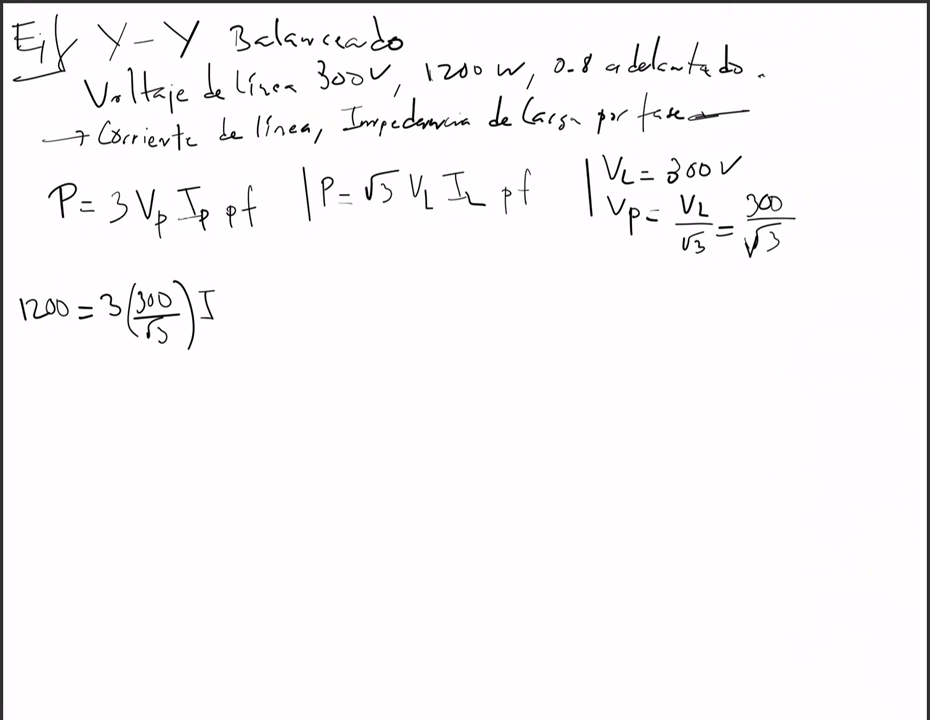 Ej Y-Y Balanceado
Voltaje de línea 300V, 1200 W, 0.8 adelantado.
→ Corriente de línea, Impedancia de Carga por fase
P = 3 Vp Ip pf | P = √3 VL IL pf | VL = 300V
Vp = VL/√3 = 300/√3
1200 = 3(300/√3) I